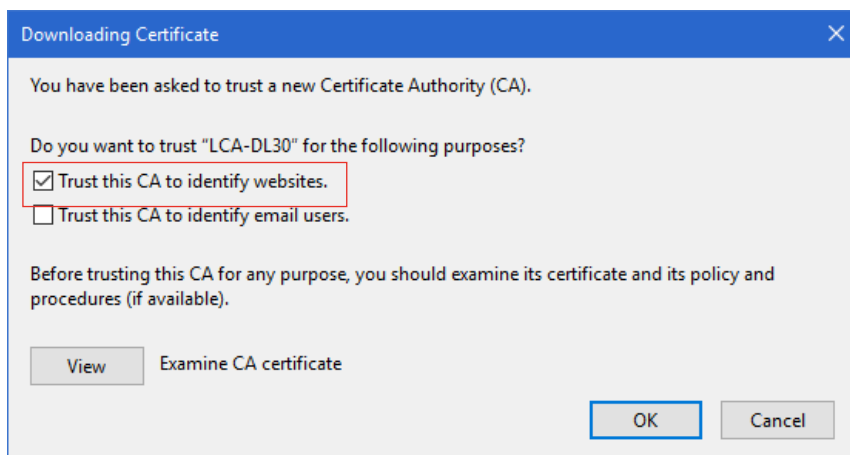 Downloading Certificate
You have been asked to trust a new Certificate Authority (CA).
Do you want to trust “LCA-DL30” for the following purposes?
Trust this CA to identify websites.
Trust this CA to identify email users.
Before trusting this CA for any purpose, you should examine its certificate and its policy and
procedures (if available).
View Examine CA certificate
OK Cancel